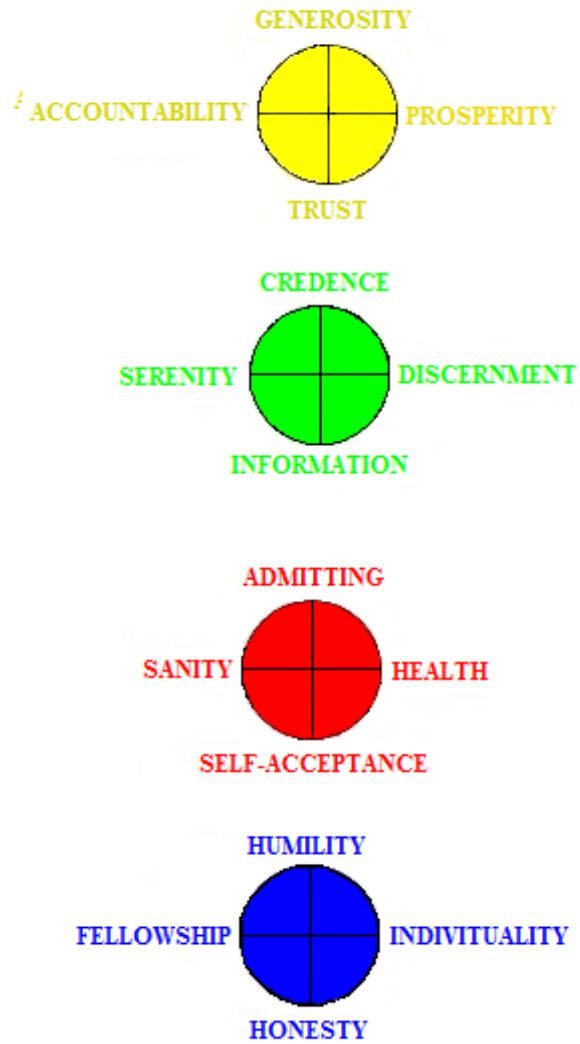 GENEROSITY
ACCOUNTABILITY PROSPERITY
TRUST
CREDENCE
SERENITY DISCERNMENT
INFORMATION
ADMITTING
SANITY HEALTH
SELF-ACCEPTANCE
HUMILITY
FELLOWSHIP INDIVITUALITY
HONESTY